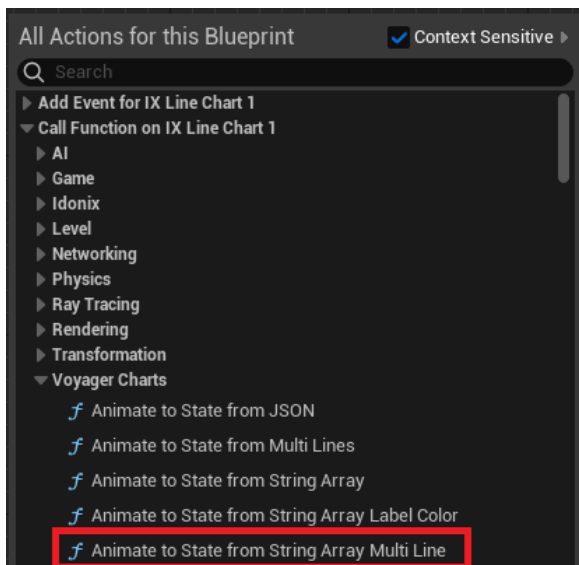 All Actions for this Blueprint Context Sensitive
Search
Add Event for IX Line Chart 1
Call Function on IX Line Chart 1
AI
Game
Idonix
Level
Networking
Physics
Ray Tracing
Rendering
Transformation
Voyager Charts
f Animate to State from JSON
f Animate to State from Multi Lines
f Animate to State from String Array
f Animate to State from String Array Label Color
f Animate to State from String Array Multi Line